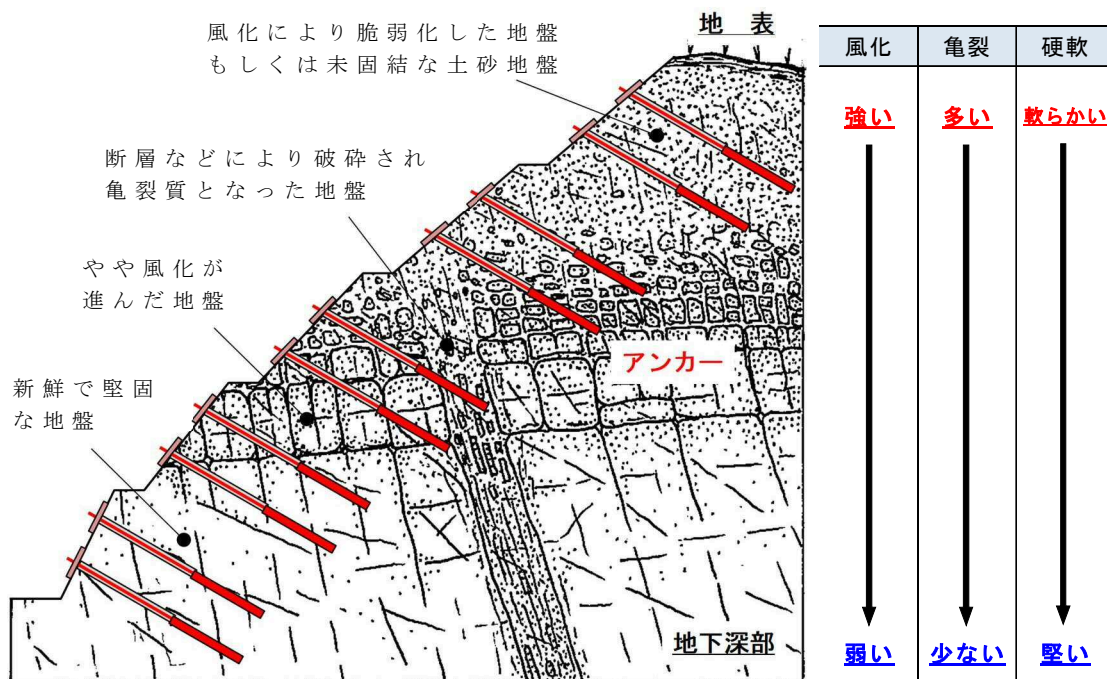 風化により脆弱化した地盤
もしくは未固結な土砂地盤
地 表
断層などにより破砕され
亀裂質となった地盤
やや風化が
進んだ地盤
新鮮で堅固
な地盤
アンカー
地下深部
風化
亀裂
硬軟
強い
多い
軟らかい
弱い
少ない
堅い